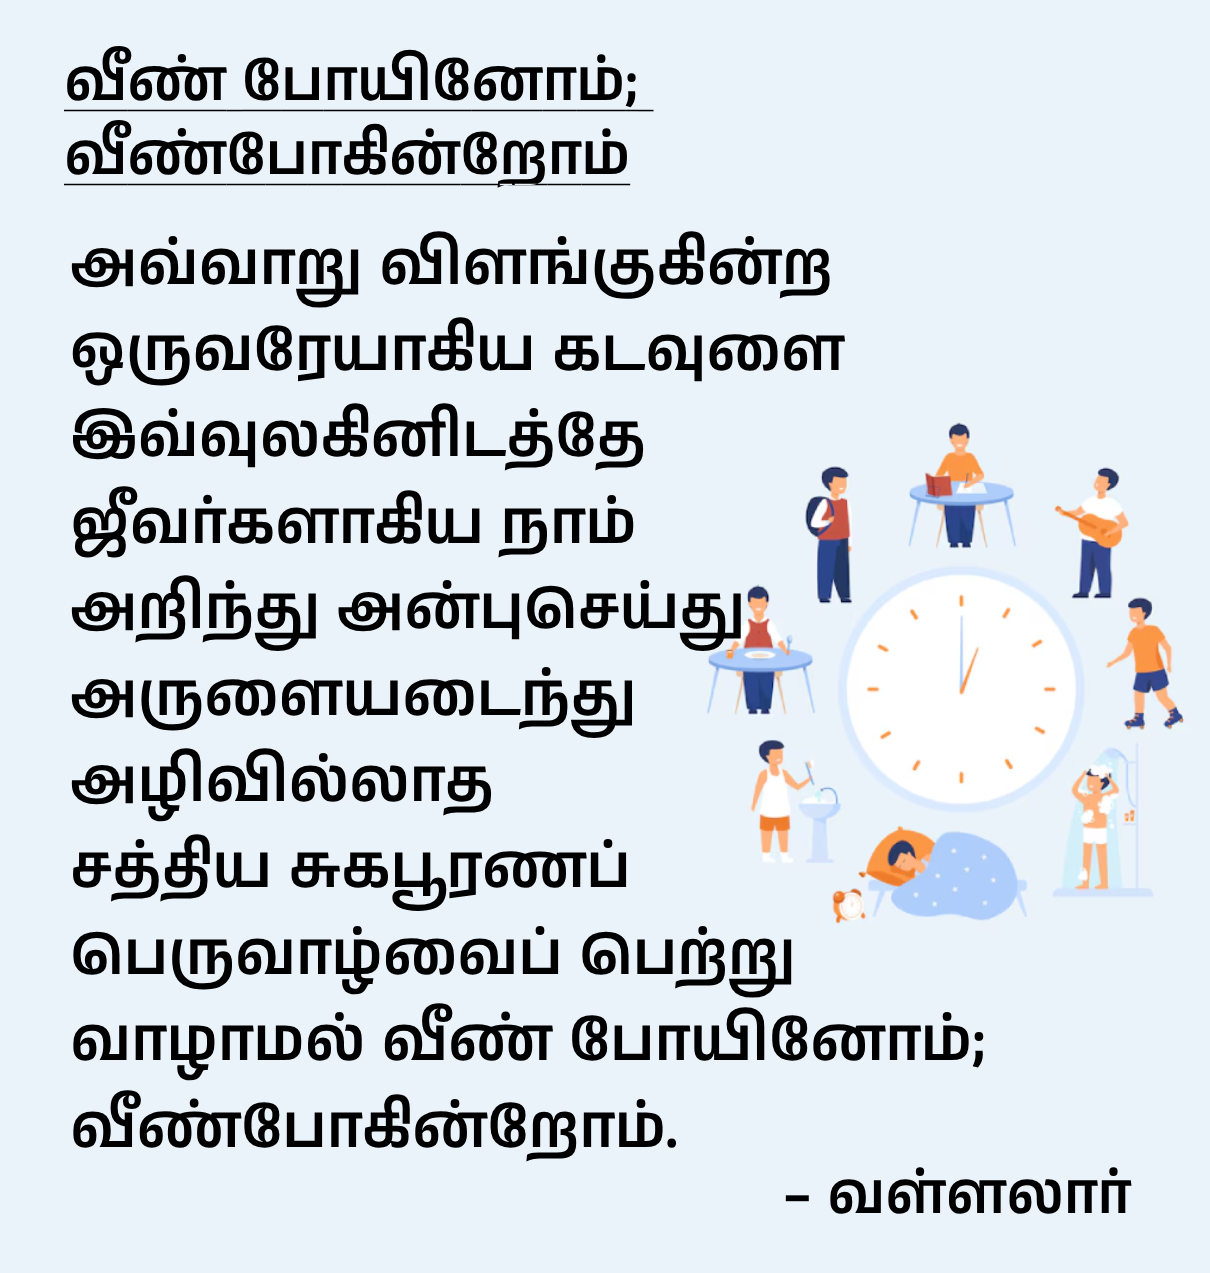 வீண் போயினோம்;
வீண்போகின்றோம்
அவ்வாறு விளங்குகின்ற
ஒருவரேயாகிய கடவுளை
இவ்வுலகினிடத்தே
ஜீவர்களாகிய நாம்
அறிந்து அன்புசெய்து
அருளையடைந்து
அழிவில்லாத
சத்திய சுகபூரணப்
பெருவாழ்வைப் பெற்று
வாழாமல் வீண் போயினோம்;
வீண்போகின்றோம்.
– வள்ளலார்